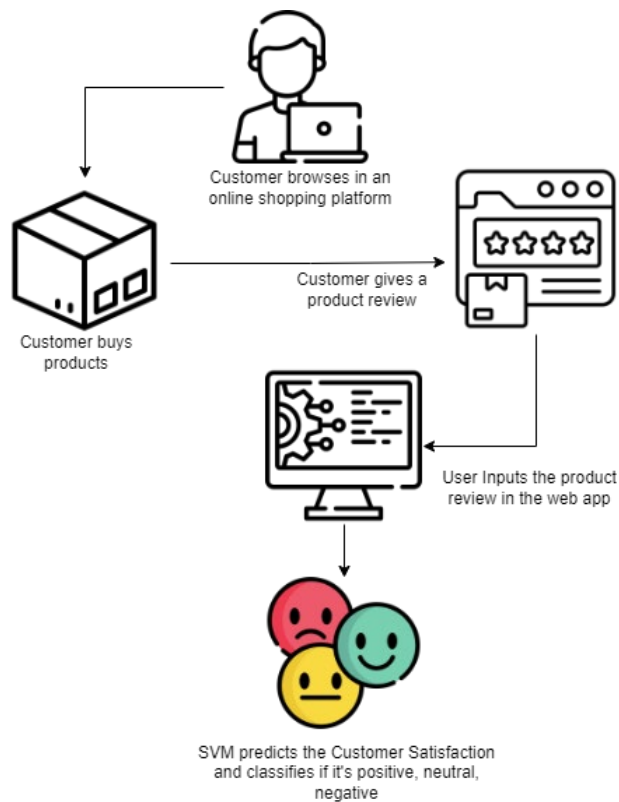 Customer browses in an
online shopping platform
Customer buys
products
Customer gives a
product review
User Inputs the product
review in the web app
SVM predicts the Customer Satisfaction
and classifies if it's positive, neutral,
negative